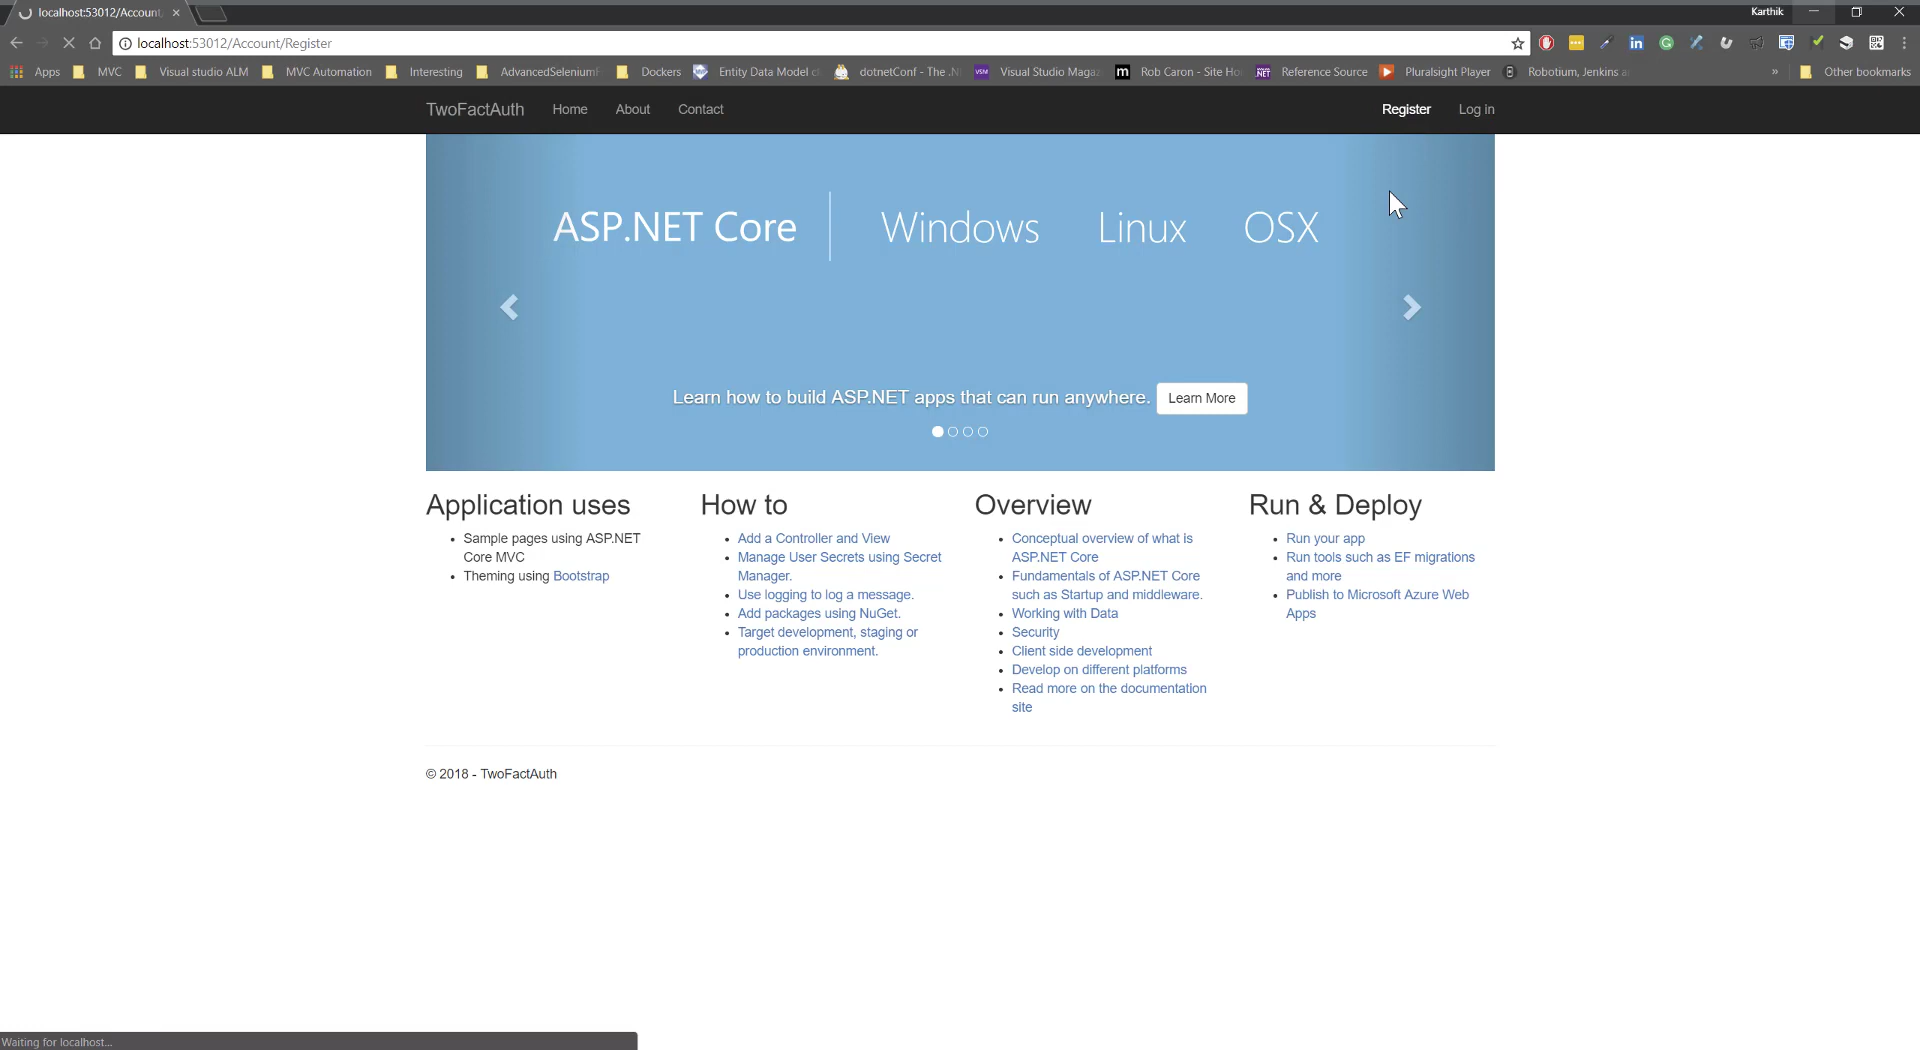 localhost:53012/Account
Karthik
localhost:53012/Account/Register
Apps MVC Visual studio ALM MVC Automation Interesting AdvancedSelenium Dockers Entity Data Model dotnetConf - The .N Visual Studio Magaz Rob Caron - Site Ho Reference Source Pluralsight Player Robotium, Jenkins a » Other bookmarks
TwoFactAuth Home About Contact Register Log in
ASP.NET Core Windows Linux OSX
Learn how to build ASP.NET apps that can run anywhere. Learn More
Application uses
Sample pages using ASP.NET
Core MVC
Theming using Bootstrap
How to
Add a Controller and View
Manage User Secrets using Secret
Manager.
Use logging to log a message.
Add packages using NuGet.
Target development, staging or
production environment.
Overview
Conceptual overview of what is
ASP.NET Core
Fundamentals of ASP.NET Core
such as Startup and middleware.
Working with Data
Security
Client side development
Develop on different platforms
Read more on the documentation
site
Run & Deploy
Run your app
Run tools such as EF migrations
and more
Publish to Microsoft Azure Web
Apps
© 2018 - TwoFactAuth
Waiting for localhost...